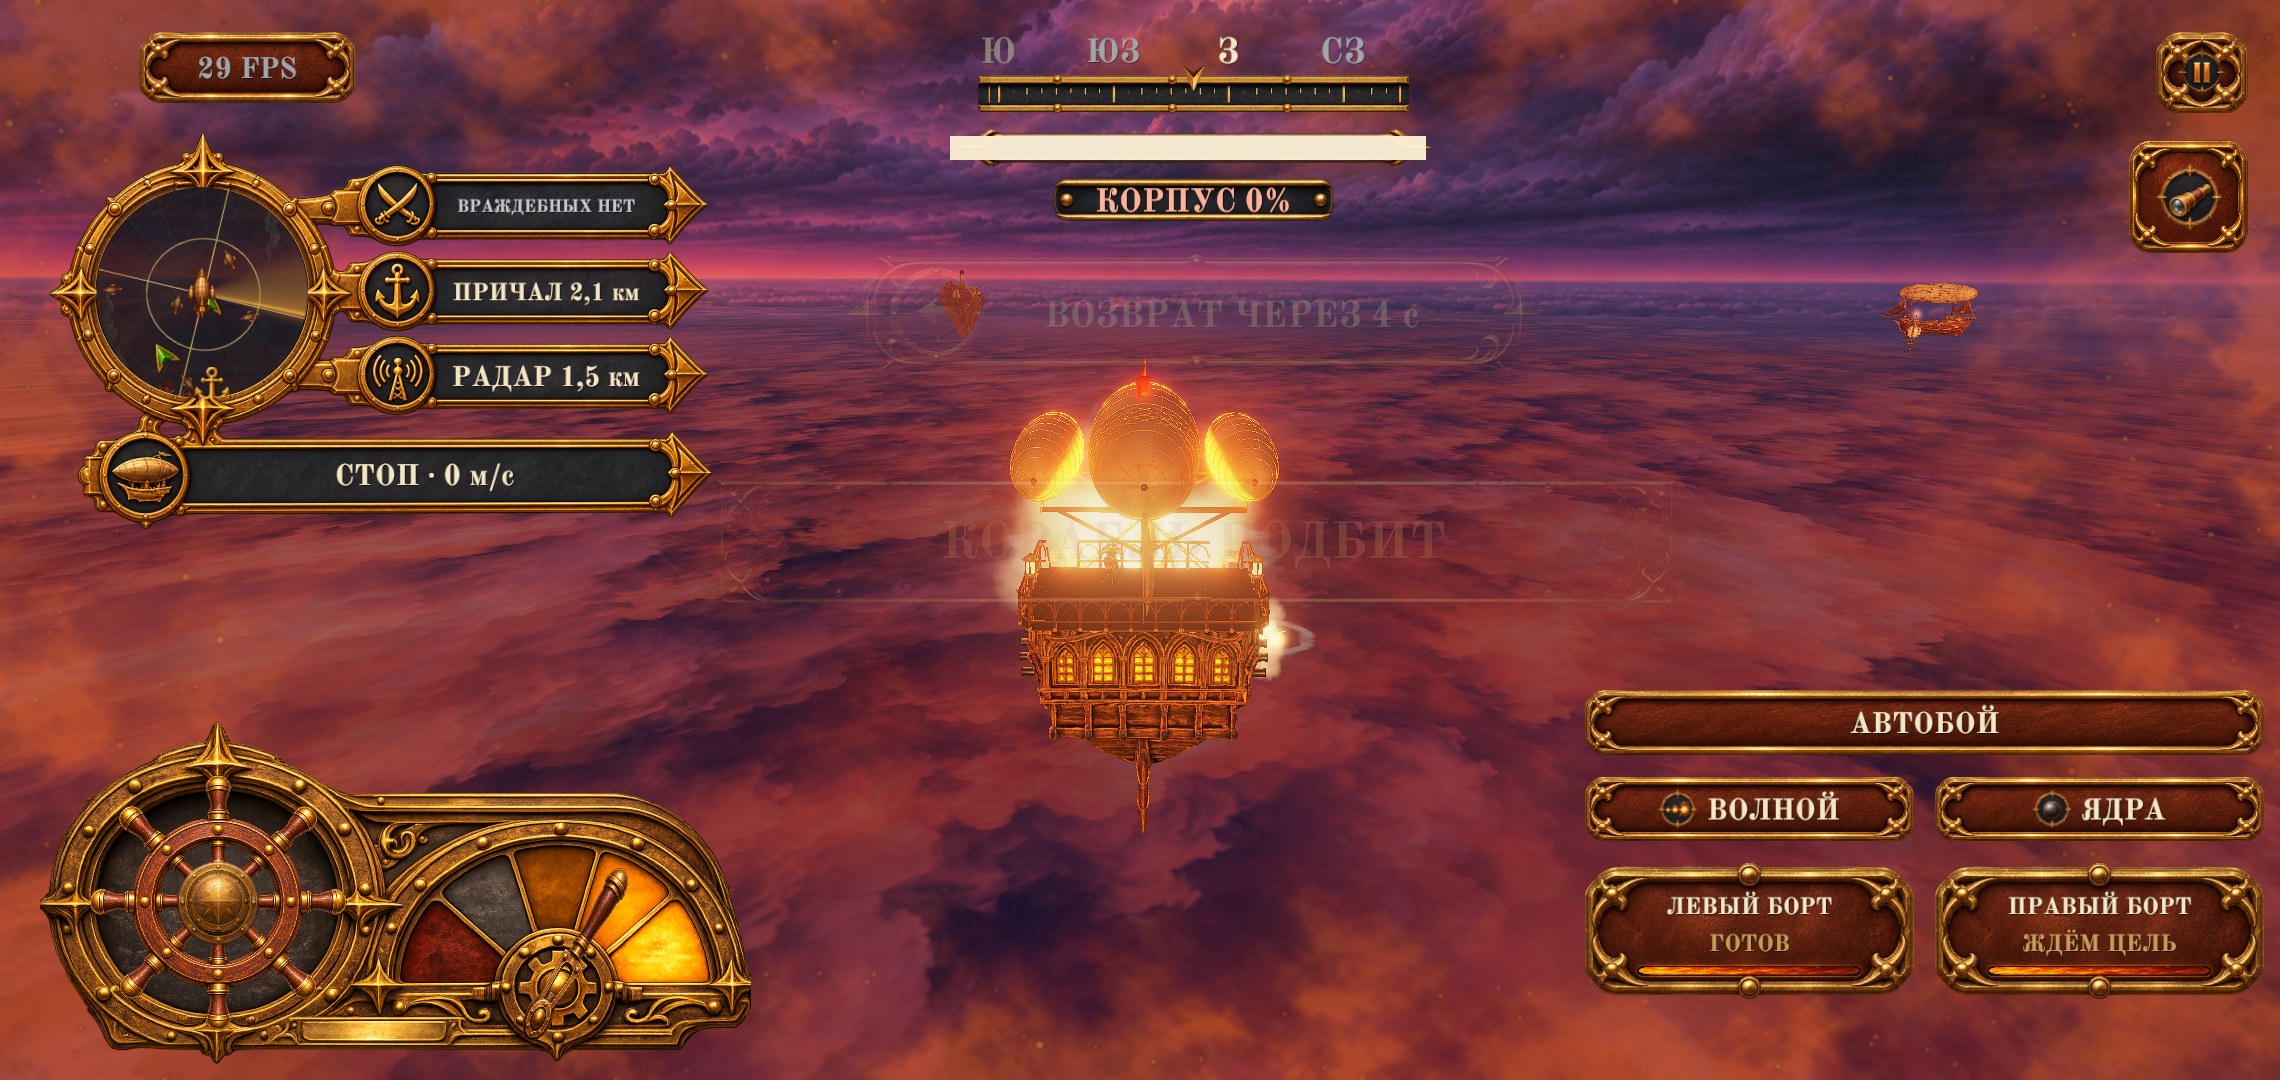 29 FPS
Ю ЮЗ З СЗ
КОРПУС 0%
ВРАЖДЕБНЫХ НЕТ
ПРИЧАЛ 2,1 км
РАДАР 1,5 км
СТОП · 0 м/с
ВОЗВРАТ ЧЕРЕЗ 4 с
ПОДБИТ
АВТОБОЙ
ВОЛНОЙ
ЯДРА
ЛЕВЫЙ БОРТ
ГОТОВ
ПРАВЫЙ БОРТ
ЖДЁМ ЦЕЛЬ